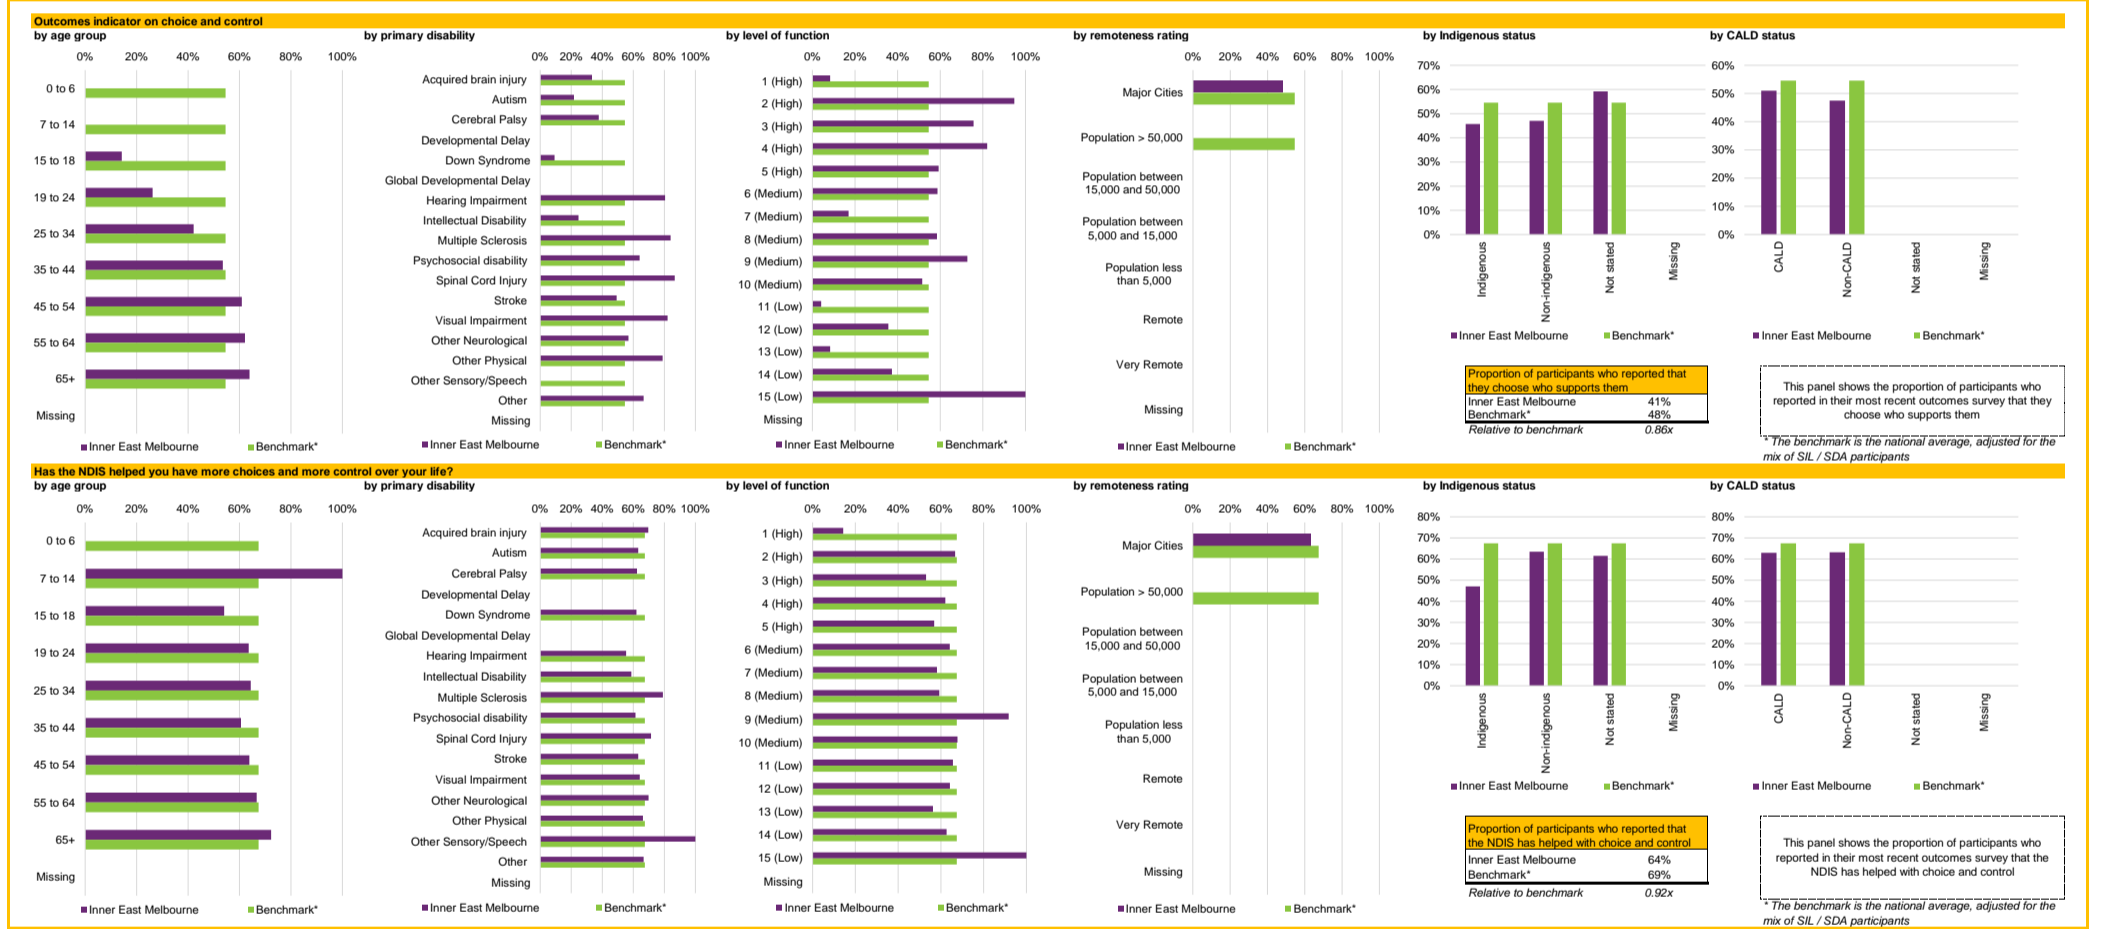 Outcomes indicator on choice and control
by age group
0% 20% 40% 60% 80% 100%
0 to 6
7 to 14
15 to 18
19 to 24
25 to 34
35 to 44
45 to 54
55 to 64
65+
Missing
Inner East Melbourne Benchmark*
by primary disability
0% 20% 40% 60% 80% 100%
Acquired brain injury
Autism
Cerebral Palsy
Developmental Delay
Down Syndrome
Global Developmental Delay
Hearing Impairment
Intellectual Disability
Multiple Sclerosis
Psychosocial disability
Spinal Cord Injury
Stroke
Visual Impairment
Other Neurological
Other Physical
Other Sensory/Speech
Other
Missing
Inner East Melbourne Benchmark*
by level of function
0% 20% 40% 60% 80% 100%
1 (High)
2 (High)
3 (High)
4 (High)
5 (High)
6 (Medium)
7 (Medium)
8 (Medium)
9 (Medium)
10 (Medium)
11 (Low)
12 (Low)
13 (Low)
14 (Low)
15 (Low)
Missing
Inner East Melbourne Benchmark*
by remoteness rating
0% 20% 40% 60% 80% 100%
Major Cities
Population > 50,000
Population between
15,000 and 50,000
Population between
5,000 and 15,000
Population less
than 5,000
Remote
Very Remote
Missing
Inner East Melbourne Benchmark*
by Indigenous status
70%
60%
50%
40%
30%
20%
10%
0%
Indigenous
Non-indigenous
Not stated
Missing
Inner East Melbourne Benchmark*
by CALD status
60%
50%
40%
30%
20%
10%
0%
CALD
Non-CALD
Not stated
Missing
Inner East Melbourne Benchmark*
Proportion of participants who reported that
they choose who supports them
Inner East Melbourne 41%
Benchmark* 48%
Relative to benchmark 0.86x
This panel shows the proportion of participants who
reported in their most recent outcomes survey that they
choose who supports them
* The benchmark is the national average, adjusted for the
mix of SIL / SDA participants
Has the NDIS helped you have more choices and more control over your life?
by age group
0% 20% 40% 60% 80% 100%
0 to 6
7 to 14
15 to 18
19 to 24
25 to 34
35 to 44
45 to 54
55 to 64
65+
Missing
Inner East Melbourne Benchmark*
by primary disability
0% 20% 40% 60% 80% 100%
Acquired brain injury
Autism
Cerebral Palsy
Developmental Delay
Down Syndrome
Global Developmental Delay
Hearing Impairment
Intellectual Disability
Multiple Sclerosis
Psychosocial disability
Spinal Cord Injury
Stroke
Visual Impairment
Other Neurological
Other Physical
Other Sensory/Speech
Other
Missing
Inner East Melbourne Benchmark*
by level of function
0% 20% 40% 60% 80% 100%
1 (High)
2 (High)
3 (High)
4 (High)
5 (High)
6 (Medium)
7 (Medium)
8 (Medium)
9 (Medium)
10 (Medium)
11 (Low)
12 (Low)
13 (Low)
14 (Low)
15 (Low)
Missing
Inner East Melbourne Benchmark*
by remoteness rating
0% 20% 40% 60% 80% 100%
Major Cities
Population > 50,000
Population between
15,000 and 50,000
Population between
5,000 and 15,000
Population less
than 5,000
Remote
Very Remote
Missing
Inner East Melbourne Benchmark*
by Indigenous status
80%
70%
60%
50%
40%
30%
20%
10%
0%
Indigenous
Non-indigenous
Not stated
Missing
Inner East Melbourne Benchmark*
by CALD status
80%
70%
60%
50%
40%
30%
20%
10%
0%
CALD
Non-CALD
Not stated
Missing
Inner East Melbourne Benchmark*
Proportion of participants who reported that
the NDIS has helped with choice and control
Inner East Melbourne 64%
Benchmark* 69%
Relative to benchmark 0.92x
This panel shows the proportion of participants who
reported in their most recent outcomes survey that the
NDIS has helped with choice and control
* The benchmark is the national average, adjusted for the
mix of SIL / SDA participants